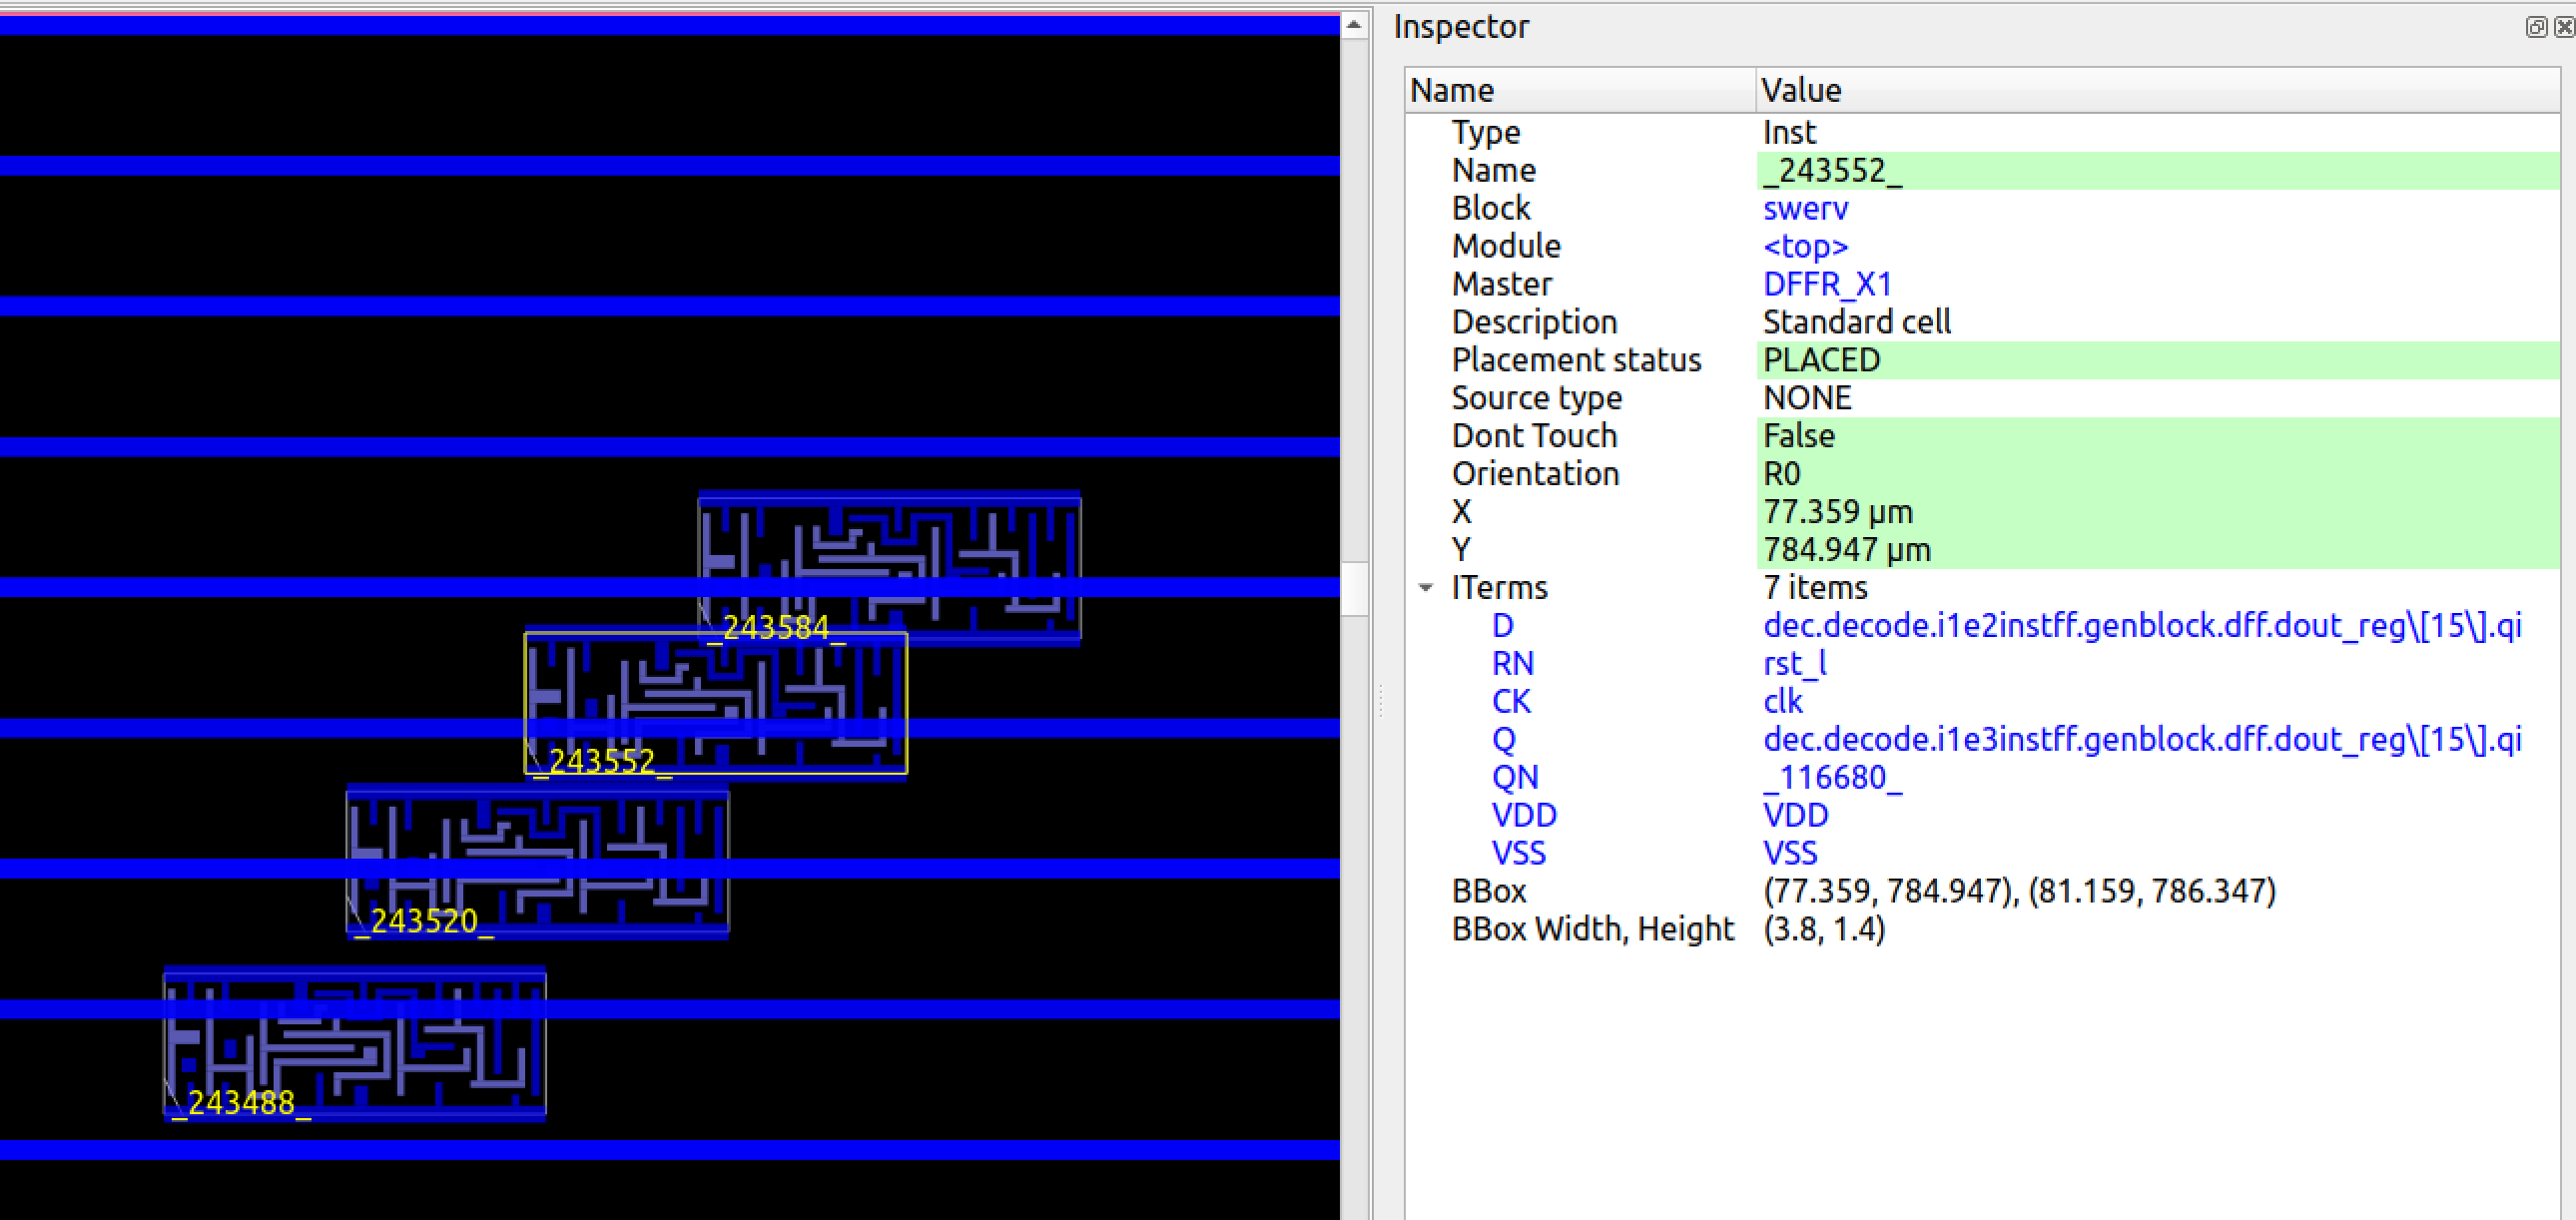 Inspector
Name Value
Type Inst
Name _243552_
Block swerv
Module <top>
Master DFFR_X1
Description Standard cell
Placement status PLACED
Source type NONE
Dont Touch False
Orientation R0
X 77.359 μm
Y 784.947 μm
ITerms 7 items
D dec.decode.i1e2instff.genblock.dff.dout_reg\[15\].qi
RN rst_l
CK clk
Q dec.decode.i1e3instff.genblock.dff.dout_reg\[15\].qi
QN _116680_
VDD VDD
VSS VSS
BBox (77.359, 784.947), (81.159, 786.347)
BBox Width, Height (3.8, 1.4)
_243584_
_243552_
_243520_
_243488_